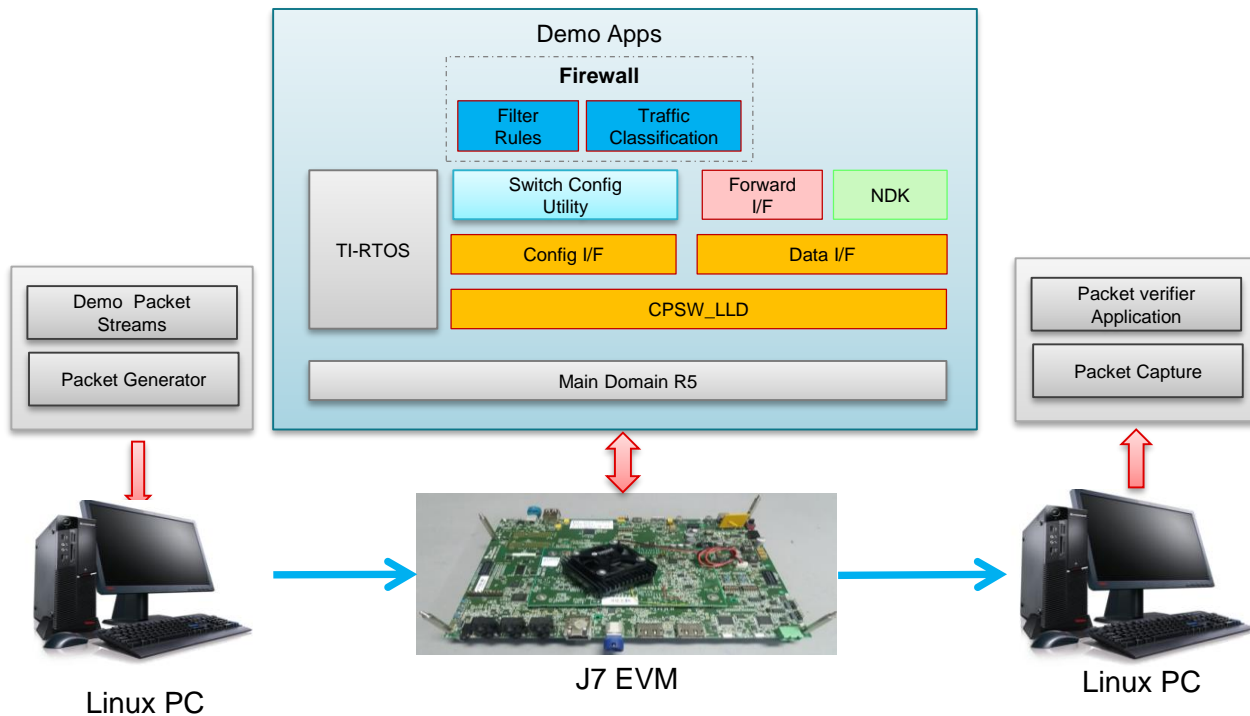 Demo Apps
Firewall
Filter
Rules
Traffic
Classification
TI-RTOS
Switch Config
Utility
Forward
I/F
NDK
Config I/F
Data I/F
CPSW_LLD
Main Domain R5
Demo Packet
Streams
Packet Generator
Packet verifier
Application
Packet Capture
Linux PC
J7 EVM
Linux PC